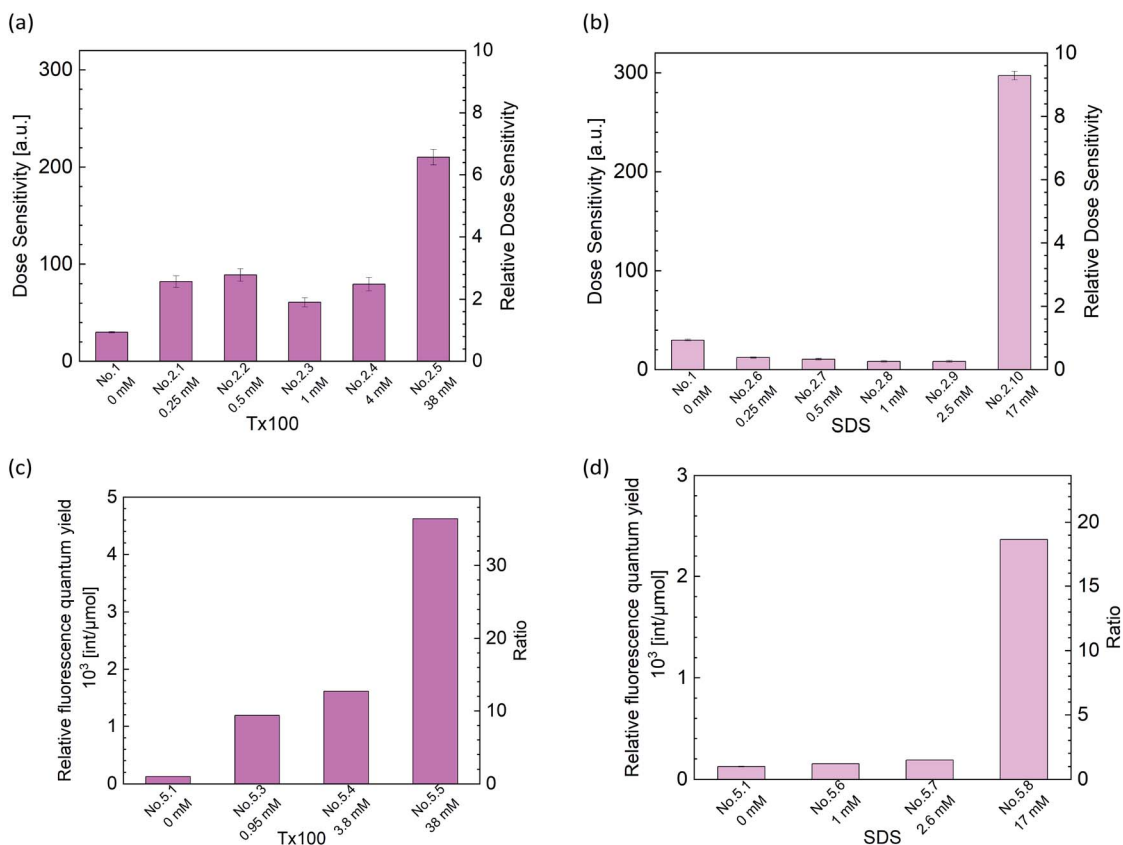 (a)
300
200
100
0
Dose Sensitivity [a.u.]
10
8
6
4
2
0
Relative Dose Sensitivity
No.1
0 mM
No.2.1
0.25 mM
No.2.2
0.5 mM
No.2.3
1 mM
No.2.4
4 mM
No.2.5
38 mM
Tx100
(b)
300
200
100
0
Dose Sensitivity [a.u.]
10
8
6
4
2
0
Relative Dose Sensitivity
No.1
0 mM
No.2.6
0.25 mM
No.2.7
0.5 mM
No.2.8
1 mM
No.2.9
2.5 mM
No.2.10
17 mM
SDS
(c)
5
4
3
2
1
0
Relative fluorescence quantum yield
10³ [int/μmol]
30
20
10
0
Ratio
No.5.1
0 mM
No.5.3
0.95 mM
No.5.4
3.8 mM
No.5.5
38 mM
Tx100
(d)
3
2
1
0
Relative fluorescence quantum yield
10³ [int/μmol]
20
15
10
5
0
Ratio
No.5.1
0 mM
No.5.6
1 mM
No.5.7
2.6 mM
No.5.8
17 mM
SDS